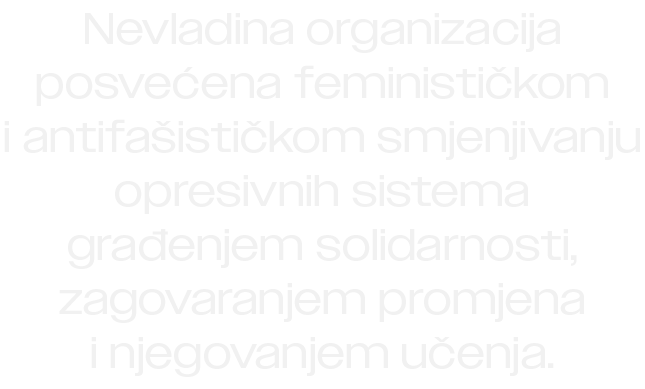 Nevladina organizacija
posvećena feminističkom
i antifašističkom smjenjivanju
opresivnih sistema
građenjem solidarnosti,
zagovaranjem promjena
i njegovanjem učenja.